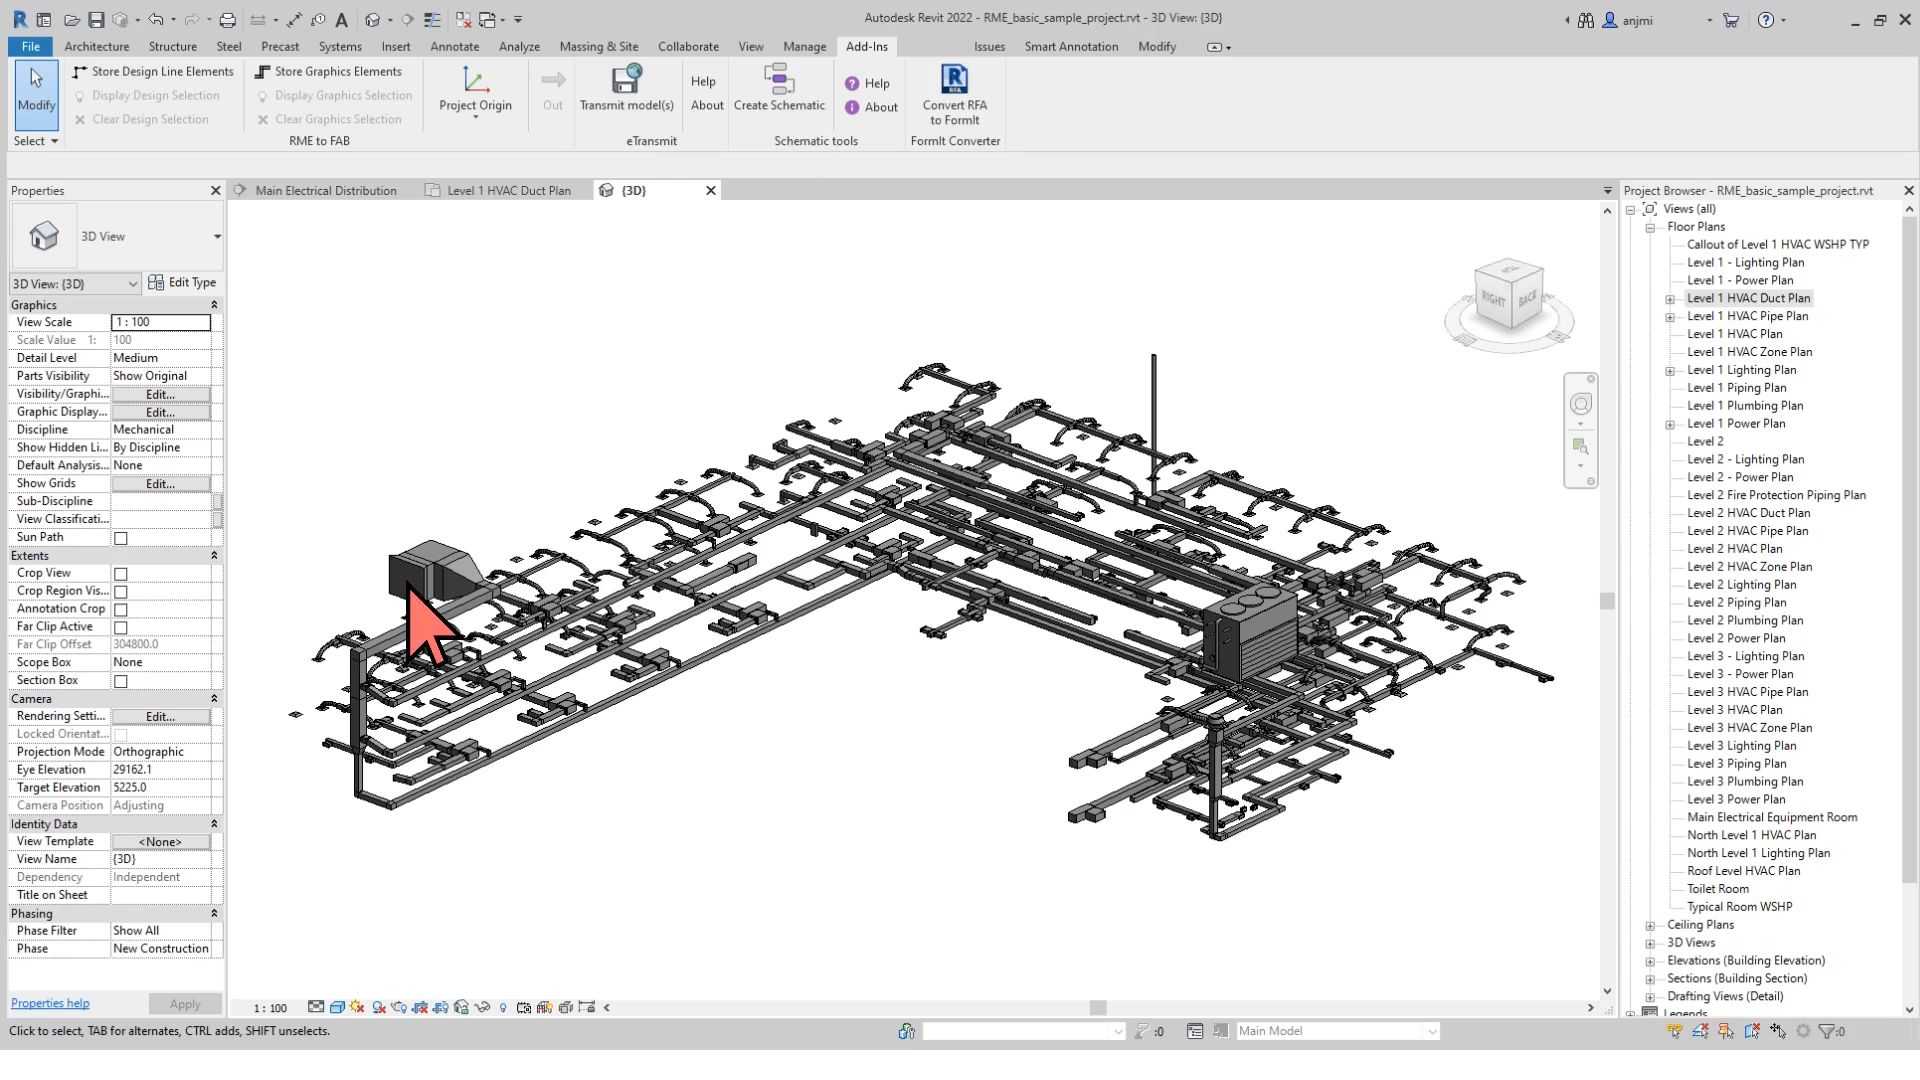 Autodesk Revit 2022 - RME_basic_sample_project.rvt - 3D View: {3D}
anjmi
File Architecture Structure Steel Precast Systems Insert Annotate Analyze Massing & Site Collaborate View Manage Add-Ins Issues Smart Annotation Modify
Modify
Select
Store Design Line Elements
Display Design Selection
Clear Design Selection
Store Graphics Elements
Display Graphics Selection
Clear Graphics Selection
RME to FAB
Project Origin
Out
Transmit model(s)
Help
About
eTransmit
Create Schematic
Help
About
Schematic tools
Convert RFA
to FormIt
FormIt Converter
Properties
3D View
3D View: {3D}
Edit Type
Graphics
View Scale 1 : 100
Scale Value 1: 100
Detail Level Medium
Parts Visibility Show Original
Visibility/Graphi... Edit...
Graphic Display... Edit...
Discipline Mechanical
Show Hidden Li... By Discipline
Default Analysis... None
Show Grids Edit...
Sub-Discipline
View Classificati...
Sun Path
Extents
Crop View
Crop Region Vis...
Annotation Crop
Far Clip Active
Far Clip Offset 304800.0
Scope Box None
Section Box
Camera
Rendering Setti... Edit...
Locked Orientat...
Projection Mode Orthographic
Eye Elevation 29162.1
Target Elevation 5225.0
Camera Position Adjusting
Identity Data
View Template <None>
View Name {3D}
Dependency Independent
Title on Sheet
Phasing
Phase Filter Show All
Phase New Construction
Properties help
Apply
Main Electrical Distribution
Level 1 HVAC Duct Plan
{3D}
RIGHT
BACK
1 : 100
Project Browser - RME_basic_sample_project.rvt
Views (all)
Floor Plans
Callout of Level 1 HVAC WSHP TYP
Level 1 - Lighting Plan
Level 1 - Power Plan
Level 1 HVAC Duct Plan
Level 1 HVAC Pipe Plan
Level 1 HVAC Plan
Level 1 HVAC Zone Plan
Level 1 Lighting Plan
Level 1 Piping Plan
Level 1 Plumbing Plan
Level 1 Power Plan
Level 2
Level 2 - Lighting Plan
Level 2 - Power Plan
Level 2 Fire Protection Piping Plan
Level 2 HVAC Duct Plan
Level 2 HVAC Pipe Plan
Level 2 HVAC Plan
Level 2 HVAC Zone Plan
Level 2 Lighting Plan
Level 2 Piping Plan
Level 2 Plumbing Plan
Level 2 Power Plan
Level 3 - Lighting Plan
Level 3 - Power Plan
Level 3 HVAC Pipe Plan
Level 3 HVAC Plan
Level 3 HVAC Zone Plan
Level 3 Lighting Plan
Level 3 Piping Plan
Level 3 Plumbing Plan
Level 3 Power Plan
Main Electrical Equipment Room
North Level 1 HVAC Plan
North Level 1 Lighting Plan
Roof Level HVAC Plan
Toilet Room
Typical Room WSHP
Ceiling Plans
3D Views
Elevations (Building Elevation)
Sections (Building Section)
Drafting Views (Detail)
Legends
Click to select, TAB for alternates, CTRL adds, SHIFT unselects.
:0
Main Model
:0